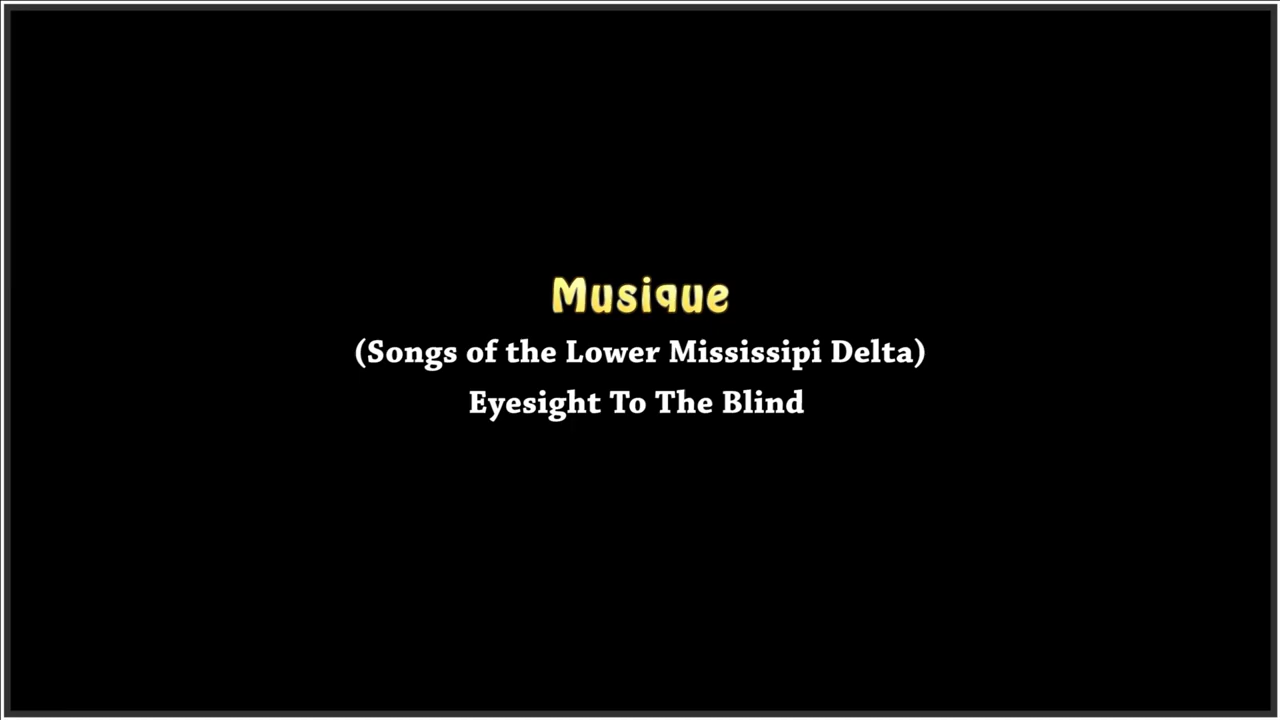 Musique
(Songs of the Lower Mississipi Delta)
Eyesight To The Blind